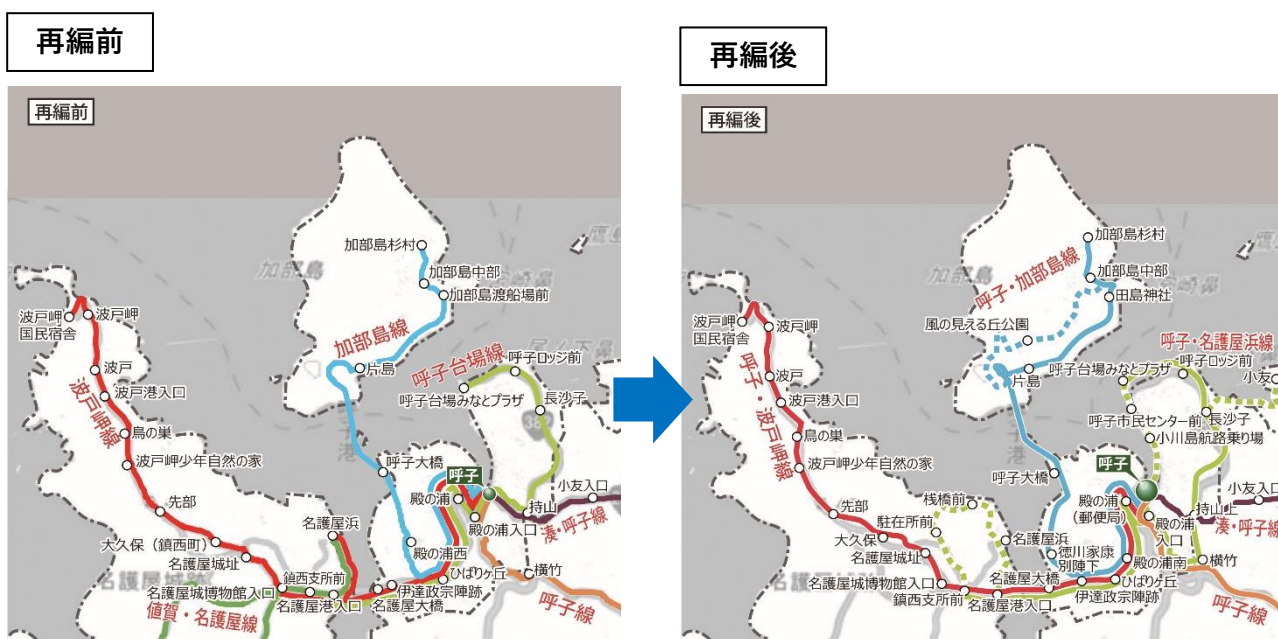 再編前
再編後
再編前
加部島杉村
加部島
加部島中部
加部島渡船場前
加部島線
片島
呼子台場線
呼子ロッジ前
呼子台場みなとプラザ
長沙子
波戸岬
国民宿舎
波戸岬
波戸
波戸港入口
波戸岬線
鳥の巣
波戸岬少年自然の家
先部
大久保（鎮西町）
名護屋城址
名護屋城博物館入口
値賀・名護屋線
鎮西支所前
名護屋港入口
名護屋浜
名護屋大橋
伊達政宗陣跡
ひばりヶ丘
殿の浦西
呼子大橋
呼子
殿の浦
殿の浦入口
持山
小友入口
湊・呼子線
横竹
呼子線
再編後
加部島杉村
加部島
呼子・加部島線
加部島中部
田島神社
風の見える丘公園
片島
呼子・名護屋浜線
呼子ロッジ前
呼子台場みなとプラザ
小友
呼子市民センター前
長沙子
小川島航路乗り場
波戸岬
国民宿舎
波戸岬
波戸
波戸港入口
呼子・波戸岬線
鳥の巣
波戸岬少年自然の家
先部
大久保
名護屋城址
名護屋城博物館入口
鎮西支所前
駐在所前
桟橋前
名護屋浜
名護屋港入口
名護屋大橋
伊達政宗陣跡
徳川家康
別陣下
ひばりヶ丘
殿の浦南
呼子大橋
呼子
殿の浦
（郵便局）
殿の浦
入口
持山上
小友入口
湊・呼子線
横竹
呼子線